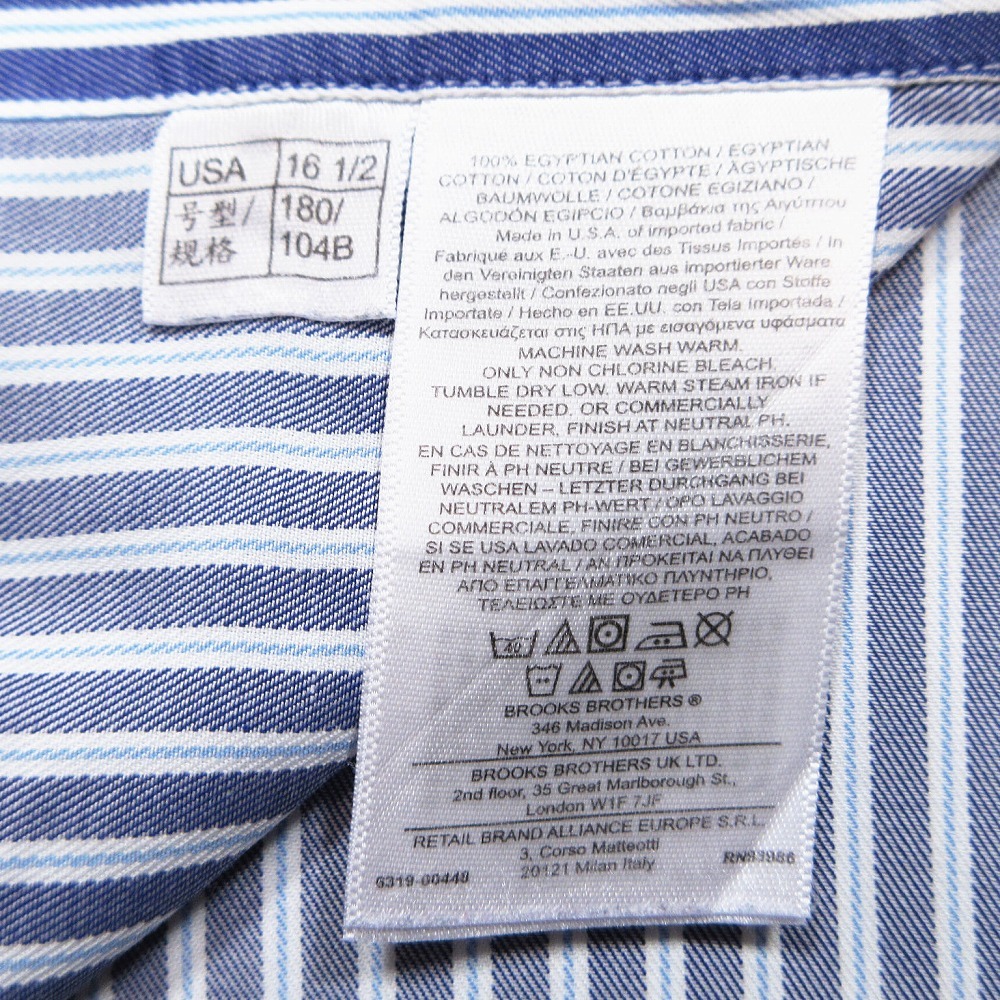 USA 16 1/2
号型/ 180/
规格 104B
100% EGYPTIAN COTTON / EGYPTIAN
COTTON / COTON D'ÉGYPTE / ÄGYPTISCHE
BAUMWOLLE / COTONE EGIZIANO /
ALGODÓN EGIPCIO / Βαμβάκια της Αιγύπτου
Made in U.S.A. of imported fabric /
Fabriqué aux E.-U. avec des Tissus Importés / In
den Vereinigten Staaten aus importierter Ware
hergestellt / Confezionato negli USA con Stoffe
Importate / Hecho en EE.UU. con Tela Importada /
Κατασκευάζεται στις ΗΠΑ με εισαγόμενα υφάσματα
MACHINE WASH WARM.
ONLY NON CHLORINE BLEACH.
TUMBLE DRY LOW. WARM STEAM IRON IF
NEEDED. OR COMMERCIALLY
LAUNDER, FINISH AT NEUTRAL PH.
EN CAS DE NETTOYAGE EN BLANCHISSERIE,
FINIR À PH NEUTRE / BEI GEWERBLICHEM
WASCHEN – LETZTER DURCHGANG BEI
NEUTRALEM PH-WERT / OPO LAVAGGIO
COMMERCIALE, FINIRE CON PH NEUTRO /
SI SE USA LAVADO COMERCIAL, ACABADO
EN PH NEUTRAL / ΑΝ ΠΡΟΚΕΙΤΑΙ ΝΑ ΠΛΥΘΕΙ
ΑΠΟ ΕΠΑΓΓΕΛΜΑΤΙΚΟ ΠΛΥΝΤΗΡΙΟ,
ΤΕΛΕΙΩΣΤΕ ΜΕ ΟΥΔΕΤΕΡΟ PH
40
BROOKS BROTHERS ®
346 Madison Ave.
New York, NY 10017 USA
BROOKS BROTHERS UK LTD.
2nd floor, 35 Great Marlborough St.,
London W1F 7JF
RETAIL BRAND ALLIANCE EUROPE S.R.L.
3, Corso Matteotti
20121 Milan Italy
6319-00448 RN93986